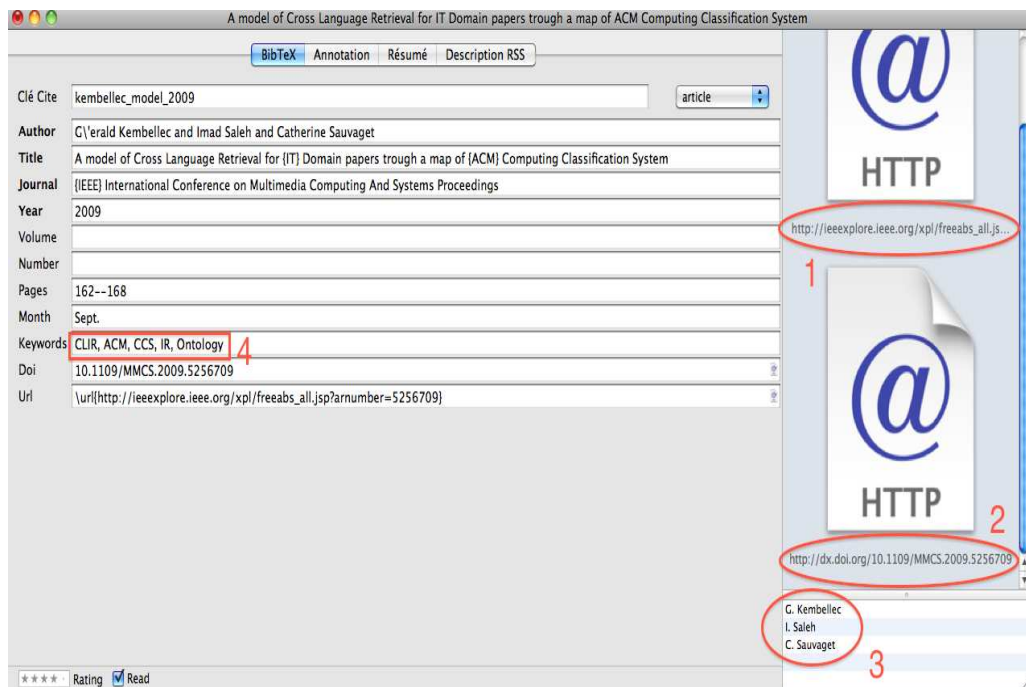 A model of Cross Language Retrieval for IT Domain papers trough a map of ACM Computing Classification System
BibTeX Annotation Résumé Description RSS
Clé Cite kembellec_model_2009 article
Author G\'erald Kembellec and Imad Saleh and Catherine Sauvaget
Title A model of Cross Language Retrieval for {IT} Domain papers trough a map of {ACM} Computing Classification System
Journal {IEEE} International Conference on Multimedia Computing And Systems Proceedings
Year 2009
Volume
Number
Pages 162--168
Month Sept.
Keywords CLIR, ACM, CCS, IR, Ontology 4
Doi 10.1109/MMCS.2009.5256709
Url \url{http://ieeexplore.ieee.org/xpl/freeabs_all.jsp?arnumber=5256709}
@
HTTP
http://ieeexplore.ieee.org/xpl/freeabs_all.js...
1
@
HTTP
2
http://dx.doi.org/10.1109/MMCS.2009.5256709
G. Kembellec
I. Saleh
C. Sauvaget
3
Rating Read